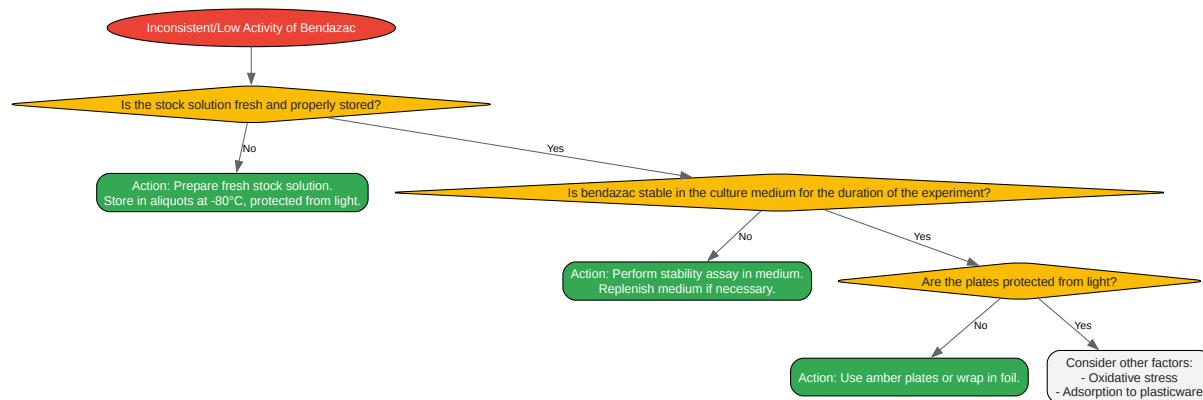 Inconsistent/Low Activity of Bendazac
Is the stock solution fresh and properly stored?
No
Yes
Action: Prepare fresh stock solution.
Store in aliquots at -80°C, protected from light.
Is bendazac stable in the culture medium for the duration of the experiment?
No
Yes
Action: Perform stability assay in medium.
Replenish medium if necessary.
Are the plates protected from light?
No
Yes
Action: Use amber plates or wrap in foil.
Consider other factors:
- Oxidative stress
- Adsorption to plasticware